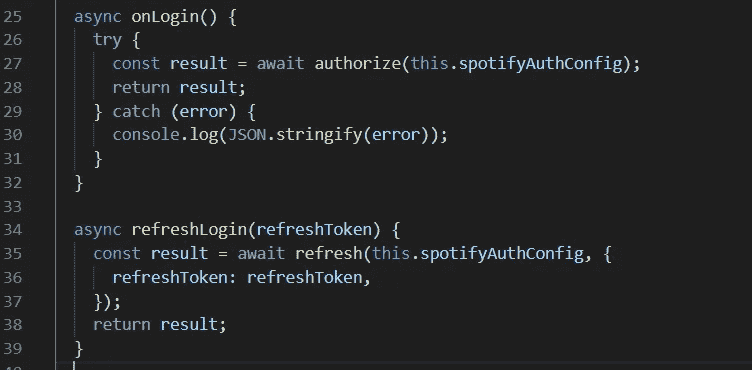 25 async onLogin() {
26 try {
27 const result = await authorize(this.spotifyAuthConfig);
28 return result;
29 } catch (error) {
30 console.log(JSON.stringify(error));
31 }
32 }
33
34 async refreshLogin(refreshToken) {
35 const result = await refresh(this.spotifyAuthConfig, {
36 refreshToken: refreshToken,
37 });
38 return result;
39 }